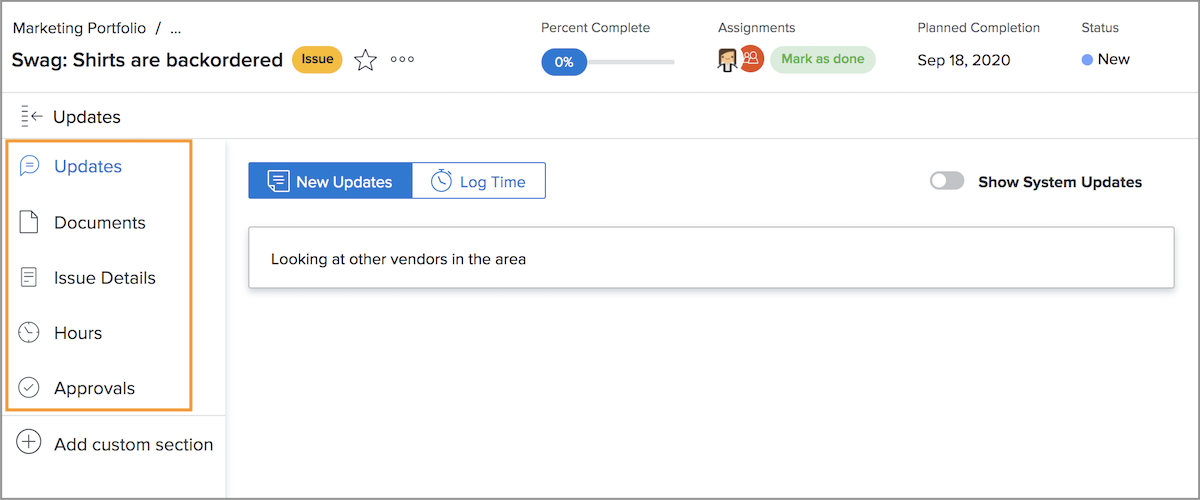 Marketing Portfolio / ...
Swag: Shirts are backordered
Issue
Percent Complete
0%
Assignments
Mark as done
Planned Completion
Sep 18, 2020
Status
New
Updates
Updates
Documents
Issue Details
Hours
Approvals
Add custom section
New Updates
Log Time
Show System Updates
Looking at other vendors in the area